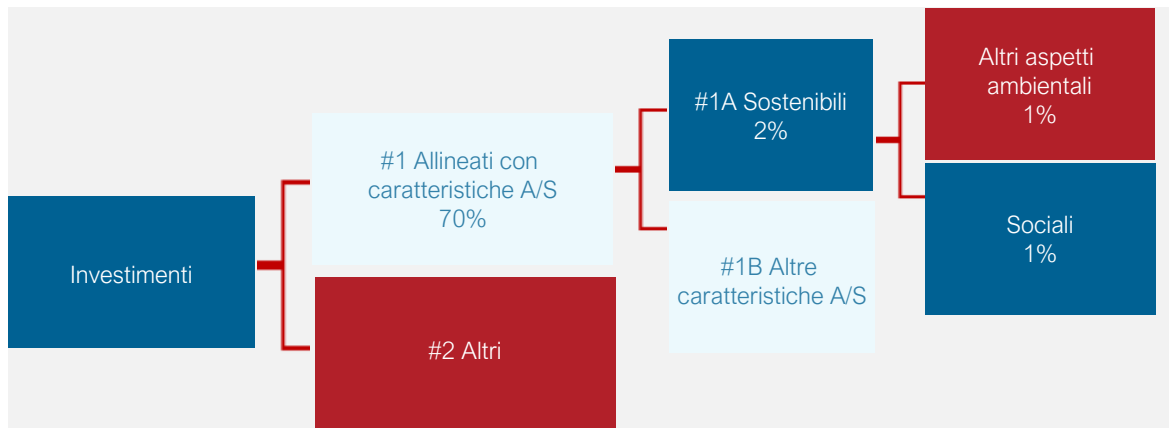 Investimenti
#1 Allineati con
caratteristiche A/S
70%
#2 Altri
#1A Sostenibili
2%
#1B Altre
caratteristiche A/S
Altri aspetti
ambientali
1%
Sociali
1%